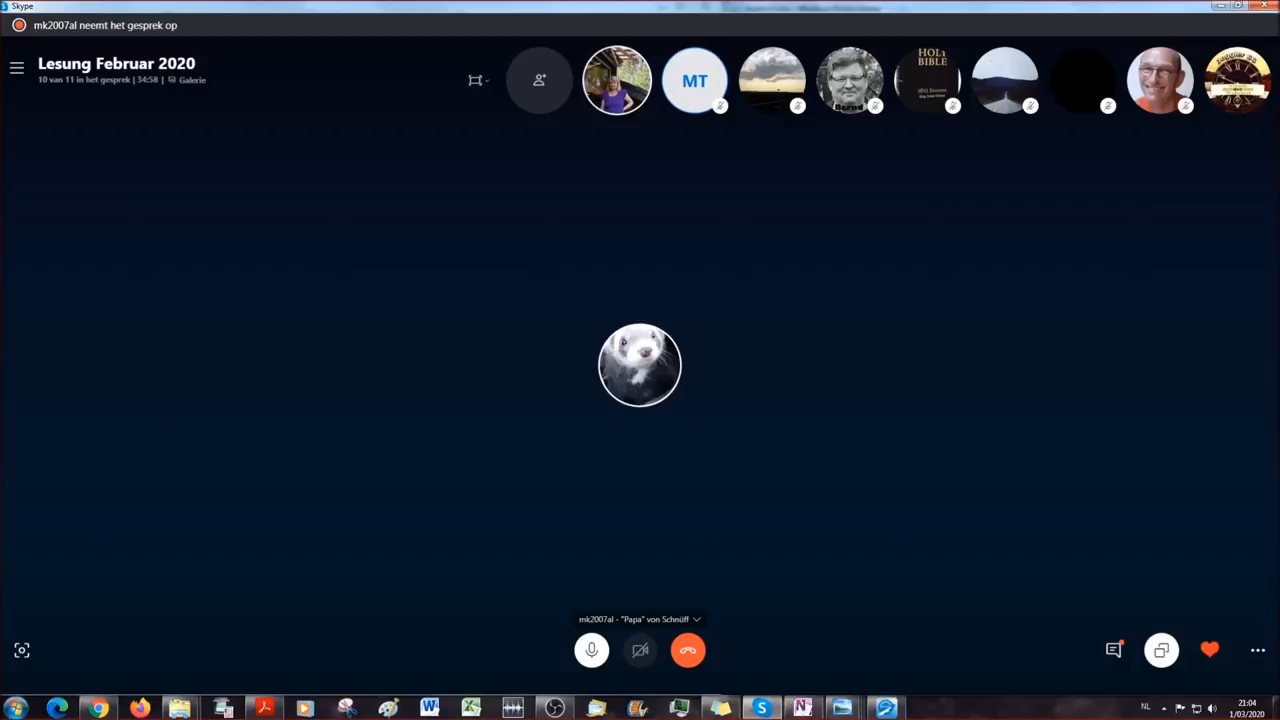 Skype
mk2007al neemt het gesprek op
Lesung Februar 2020
10 van 11 in het gesprek | 34:58 | Galerie
MT
Bernd
HOLY
BIBLE
mk2007al - "Papa" von Schnüff
NL
21:04
1/03/2020